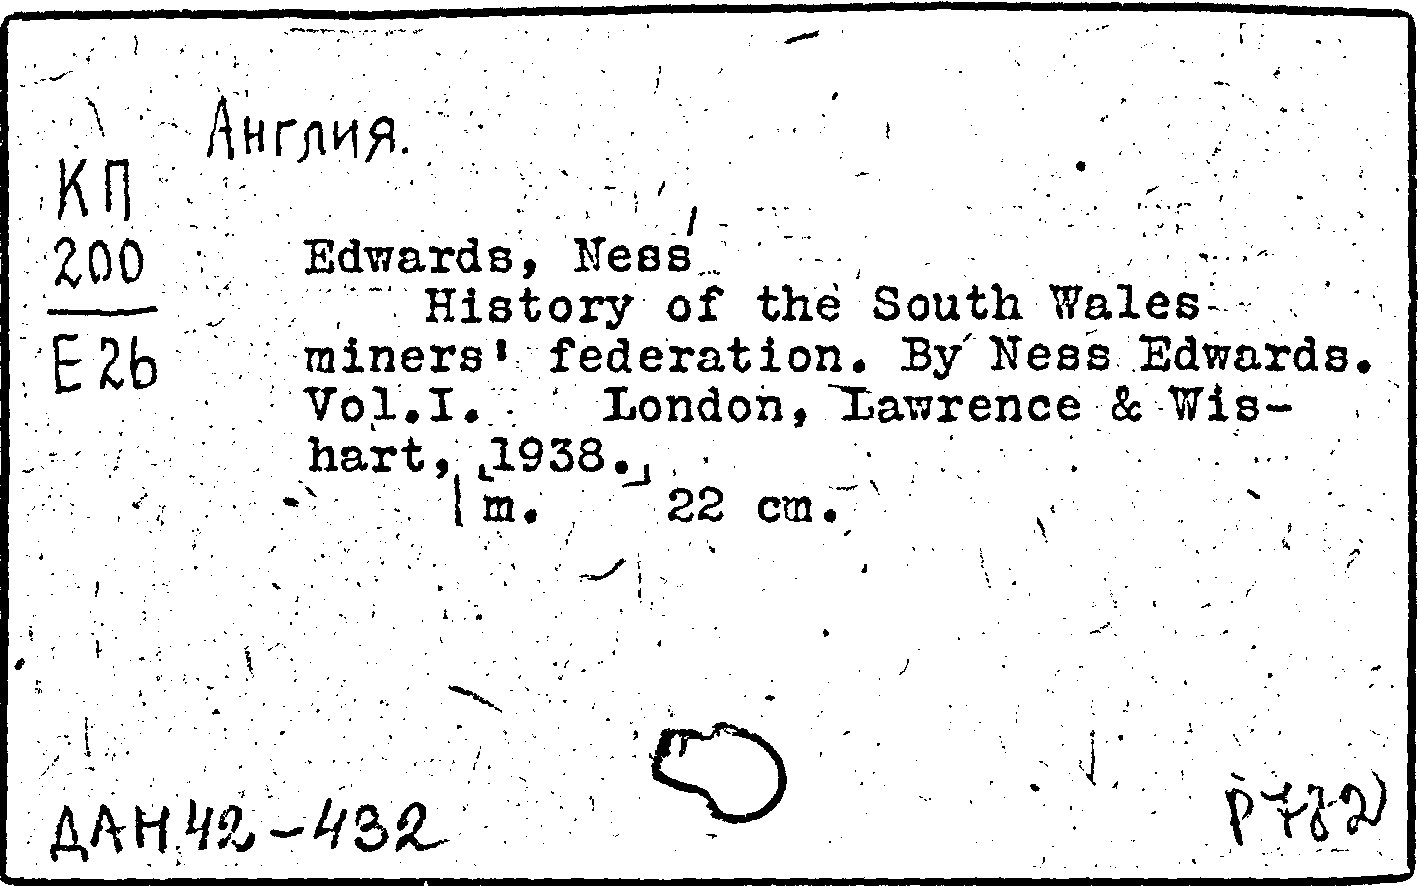 Англия.
КП
200
Е26
Edwards, Ness
History of the South Wales
miners' federation. By Ness Edwards.
Vol.I. London, Lawrence & Wis-
hart, [1938.]
m. 22 cm.
ДАН 42-432